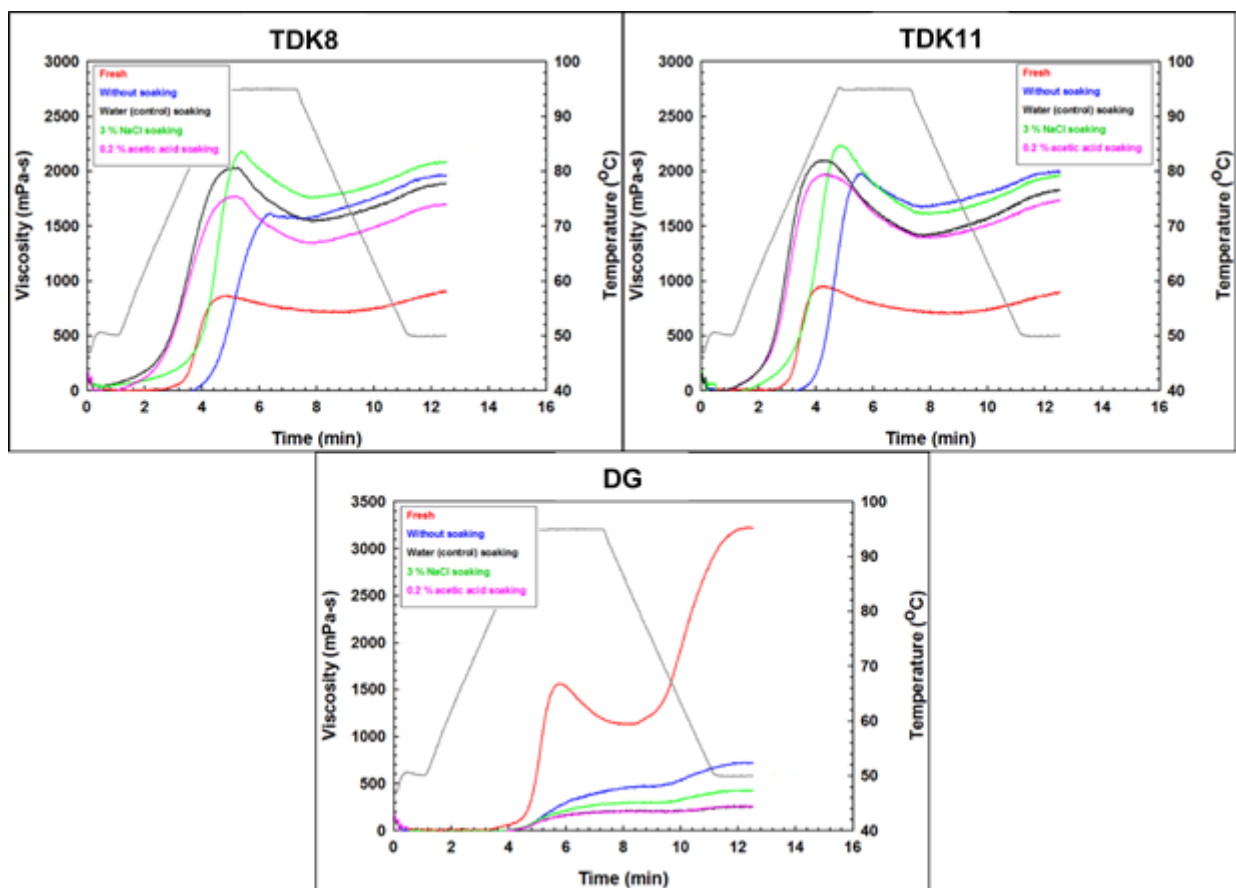 TDK8
3000
2500
2000
1500
1000
500
0
Viscosity (mPa-s)
Fresh
Without soaking
Water (control) soaking
3 % NaCl soaking
0.2 % acetic acid soaking
100
90
80
70
60
50
40
Temperature (°C)
0 2 4 6 8 10 12 14 16
Time (min)
TDK11
3000
2500
2000
1500
1000
500
0
Viscosity (mPa-s)
Fresh
Without soaking
Water (control) soaking
3 % NaCl soaking
0.2 % acetic acid soaking
100
90
80
70
60
50
40
Temperature (°C)
0 2 4 6 8 10 12 14 16
Time (min)
DG
3500
3000
2500
2000
1500
1000
500
0
Viscosity (mPa-s)
Fresh
Without soaking
Water (control) soaking
3 % NaCl soaking
0.2 % acetic acid soaking
100
90
80
70
60
50
40
Temperature (°C)
0 2 4 6 8 10 12 14 16
Time (min)